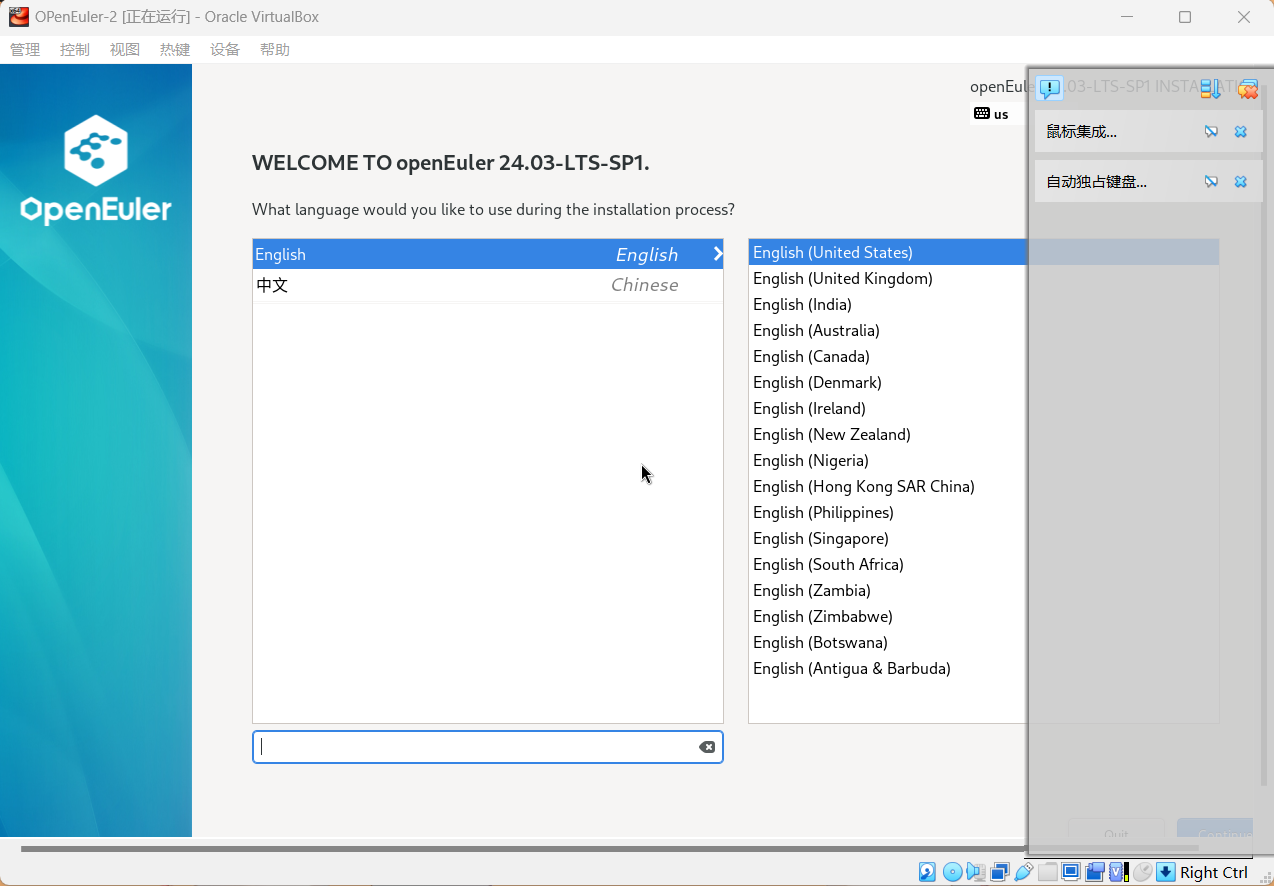 OPenEuler-2 [正在运行] - Oracle VirtualBox
管理 控制 视图 热键 设备 帮助
OpenEuler
openEuler 24.03-LTS-SP1 INSTALLATION
us
鼠标集成...
自动独占键盘...
WELCOME TO openEuler 24.03-LTS-SP1.
What language would you like to use during the installation process?
English English
中文 Chinese
English (United States)
English (United Kingdom)
English (India)
English (Australia)
English (Canada)
English (Denmark)
English (Ireland)
English (New Zealand)
English (Nigeria)
English (Hong Kong SAR China)
English (Philippines)
English (Singapore)
English (South Africa)
English (Zambia)
English (Zimbabwe)
English (Botswana)
English (Antigua & Barbuda)
Quit Continue
Right Ctrl